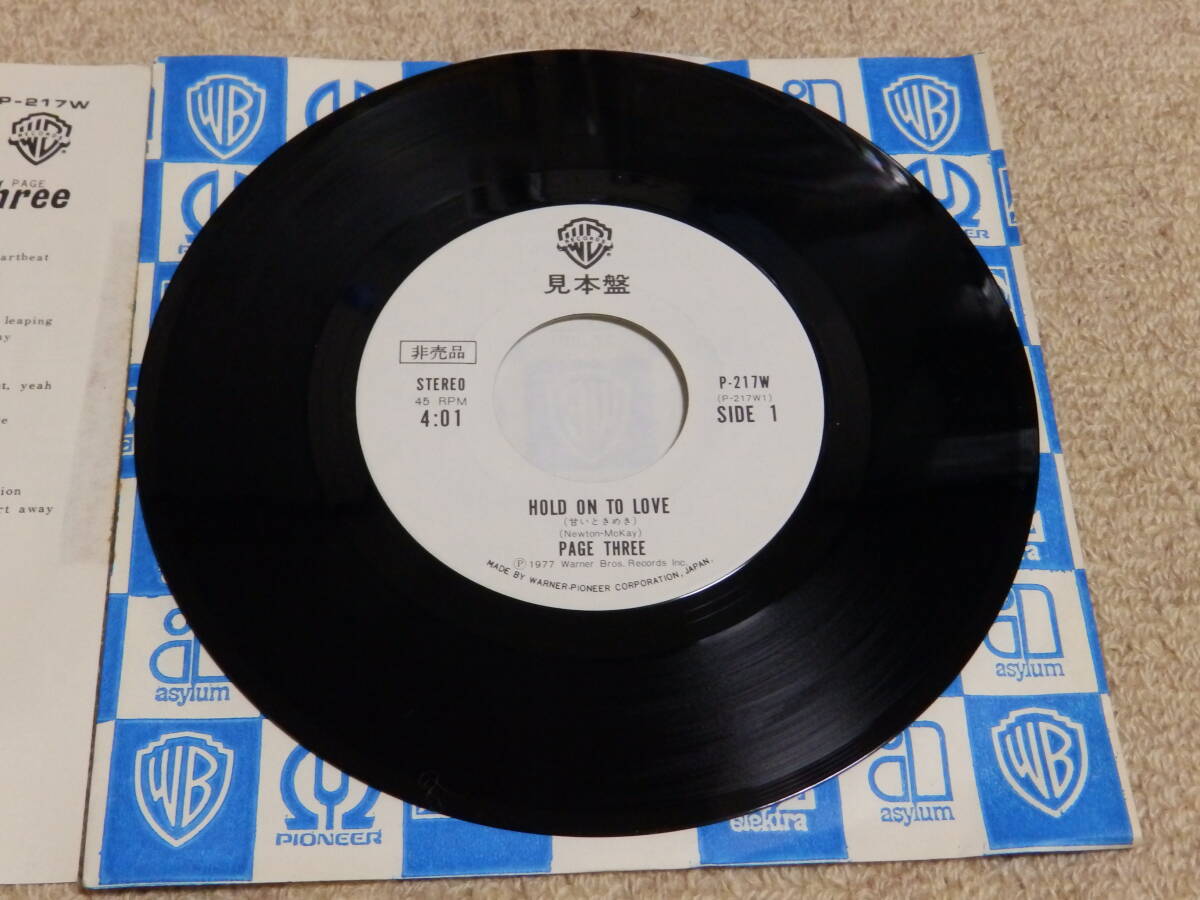 P-217W
RECORDS
PAGE
hree
artbeat
leaping
ay
t, yeah
e
ion
rt away
WB
WB
PIONEER
RECORDS
見本盤
非売品
STEREO
45 RPM
4:01
P-217W
(P-217W1)
SIDE 1
HOLD ON TO LOVE
(甘いときめき)
(Newton-McKay)
PAGE THREE
Ⓟ 1977 Warner Bros. Records Inc.
MADE BY WARNER-PIONEER CORPORATION, JAPAN
asylum
asylum
WB
PIONEER
elektra
asylum
WB